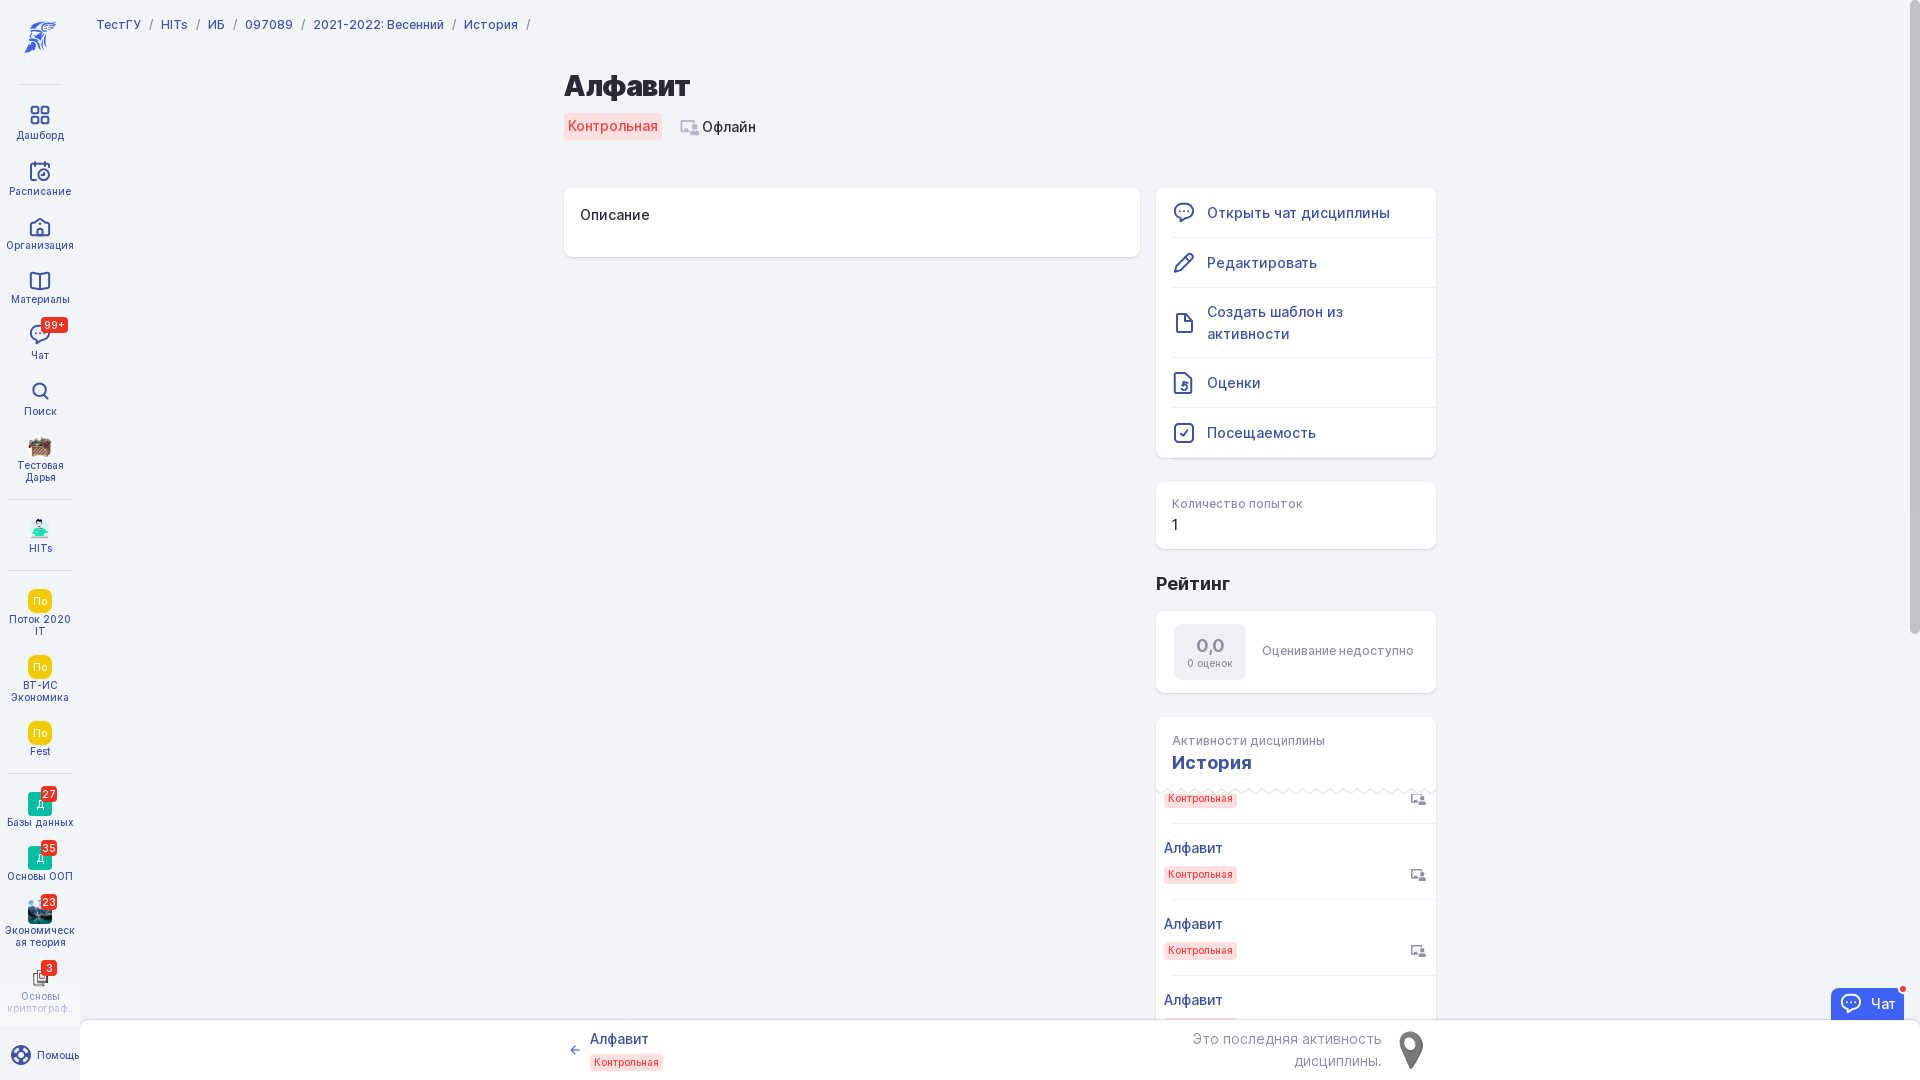 ТестГУ / HITs / ИБ / 097089 / 2021-2022: Весенний / История /
Дашборд
Расписание
Организация
Материалы
99+
Чат
Поиск
Тестовая
Дарья
HITs
По
Поток 2020
IT
По
ВТ-ИС
Экономика
По
Fest
27
Д
Базы данных
35
Д
Основы ООП
23
Экономическ
ая теория
3
Основы
криптограф...
Помощь
Алфавит
Контрольная
Офлайн
Описание
Открыть чат дисциплины
Редактировать
Создать шаблон из
активности
Оценки
Посещаемость
Количество попыток
1
Рейтинг
0,0
0 оценок
Оценивание недоступно
Активности дисциплины
История
Контрольная
Алфавит
Контрольная
Алфавит
Контрольная
Алфавит
Чат
Алфавит
Контрольная
Это последняя активность
дисциплины.